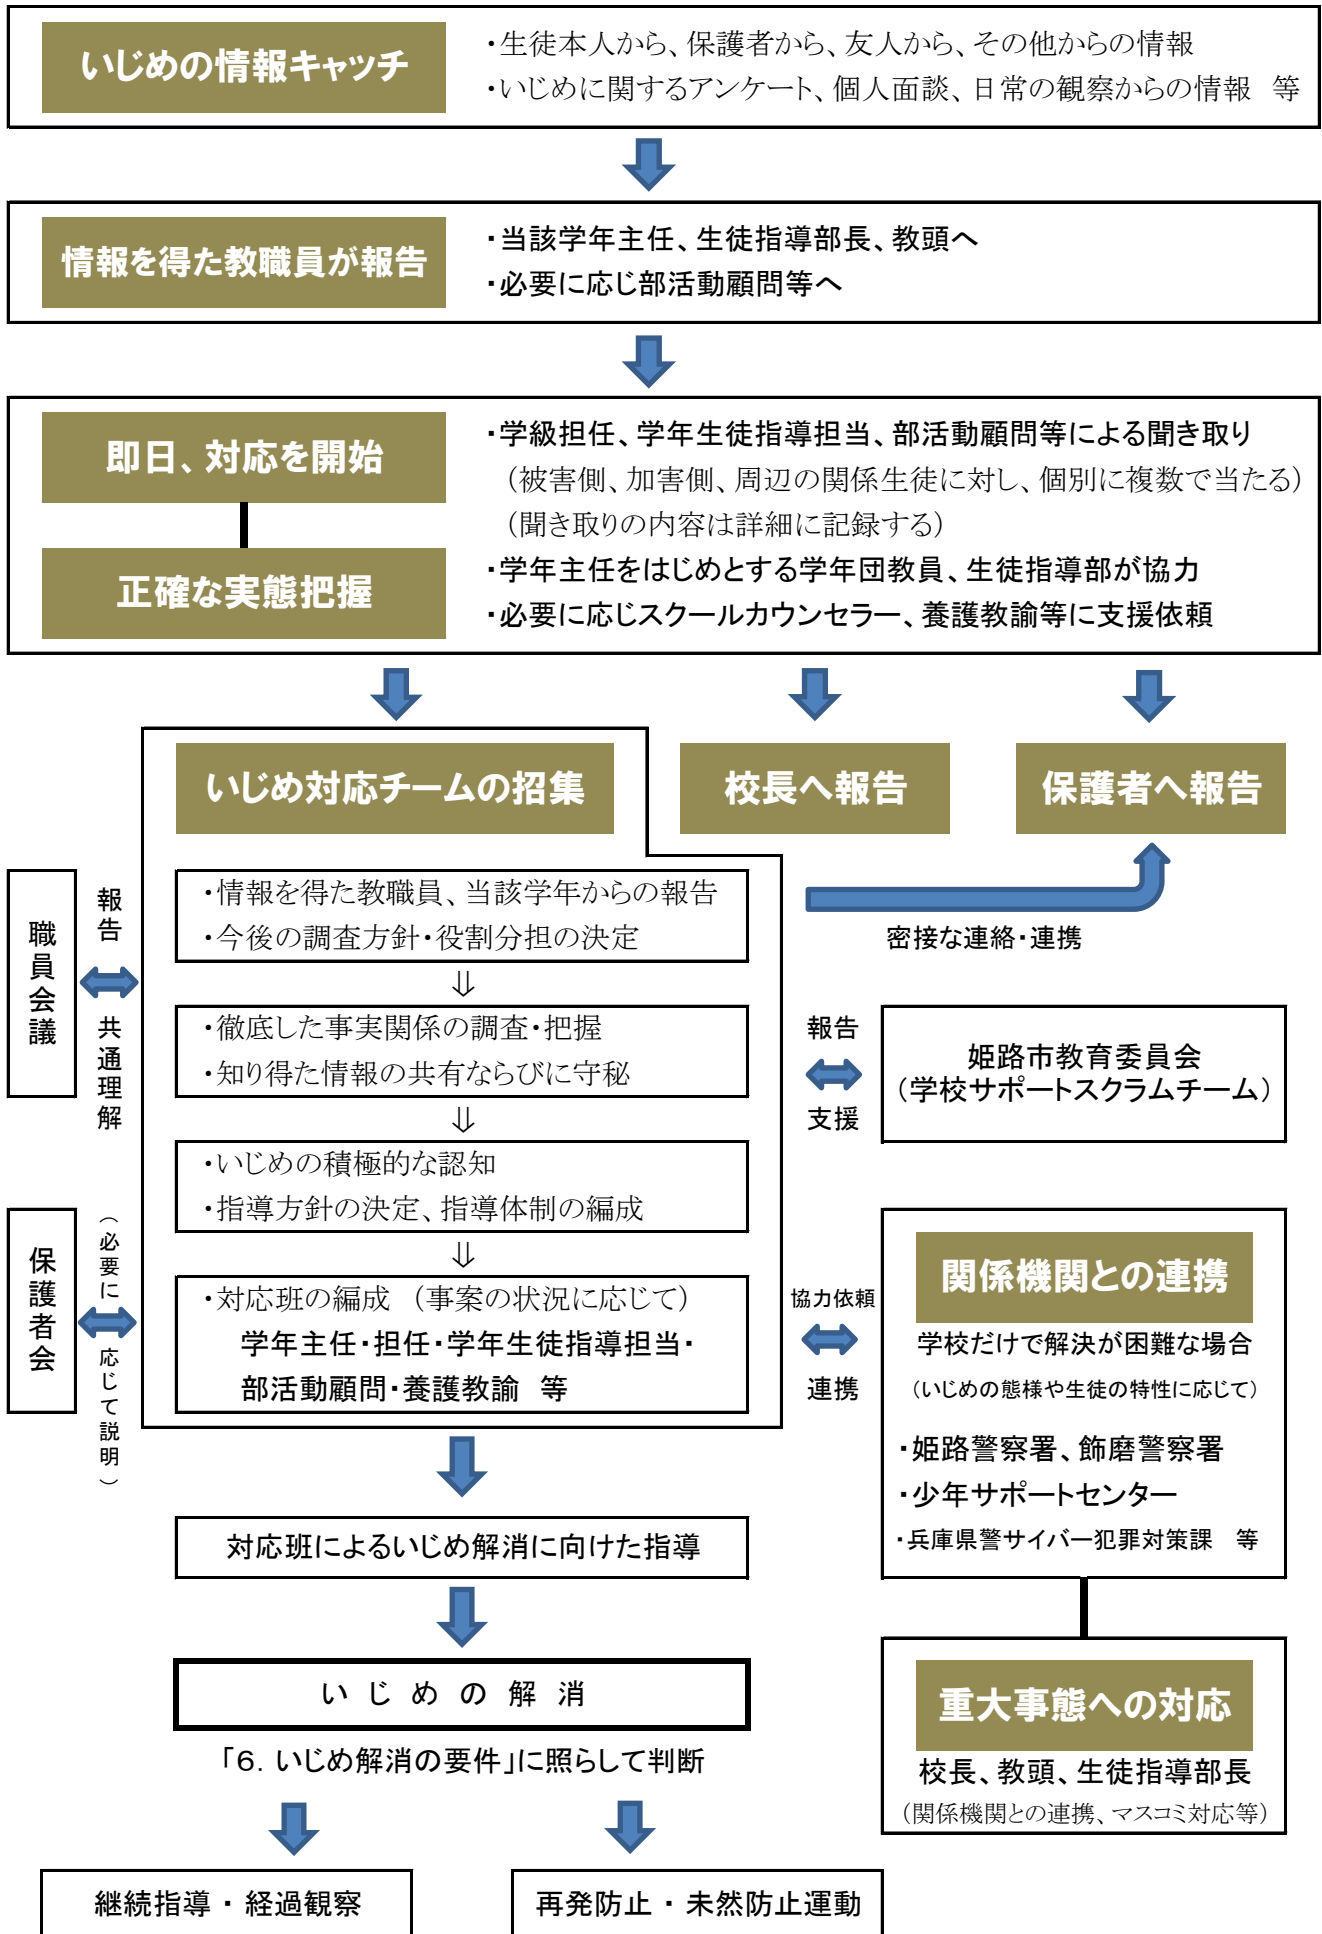 いじめの情報キャッチ
・生徒本人から、保護者から、友人から、その他からの情報
・いじめに関するアンケート、個人面談、日常の観察からの情報　等
情報を得た教職員が報告
・当該学年主任、生徒指導部長、教頭へ
・必要に応じ部活動顧問等へ
即日、対応を開始
正確な実態把握
・学級担任、学年生徒指導担当、部活動顧問等による聞き取り
（被害側、加害側、周辺の関係生徒に対し、個別に複数で当たる）
（聞き取りの内容は詳細に記録する）
・学年主任をはじめとする学年団教員、生徒指導部が協力
・必要に応じスクールカウンセラー、養護教諭等に支援依頼
いじめ対応チームの招集
校長へ報告
保護者へ報告
・情報を得た教職員、当該学年からの報告
・今後の調査方針・役割分担の決定
⇓
・徹底した事実関係の調査・把握
・知り得た情報の共有ならびに守秘
⇓
・いじめの積極的な認知
・指導方針の決定、指導体制の編成
⇓
・対応班の編成　（事案の状況に応じて）
学年主任・担任・学年生徒指導担当・
部活動顧問・養護教諭　等
職員会議
報告
共通理解
保護者会
（必要に
応じて説明）
密接な連絡・連携
報告
支援
姫路市教育委員会
（学校サポートスクラムチーム）
協力依頼
連携
関係機関との連携
学校だけで解決が困難な場合
（いじめの態様や生徒の特性に応じて）
・姫路警察署、飾磨警察署
・少年サポートセンター
・兵庫県警サイバー犯罪対策課　等
重大事態への対応
校長、教頭、生徒指導部長
（関係機関との連携、マスコミ対応等）
対応班によるいじめ解消に向けた指導
いじめの解消
「６．いじめ解消の要件」に照らして判断
継続指導・経過観察
再発防止・未然防止運動